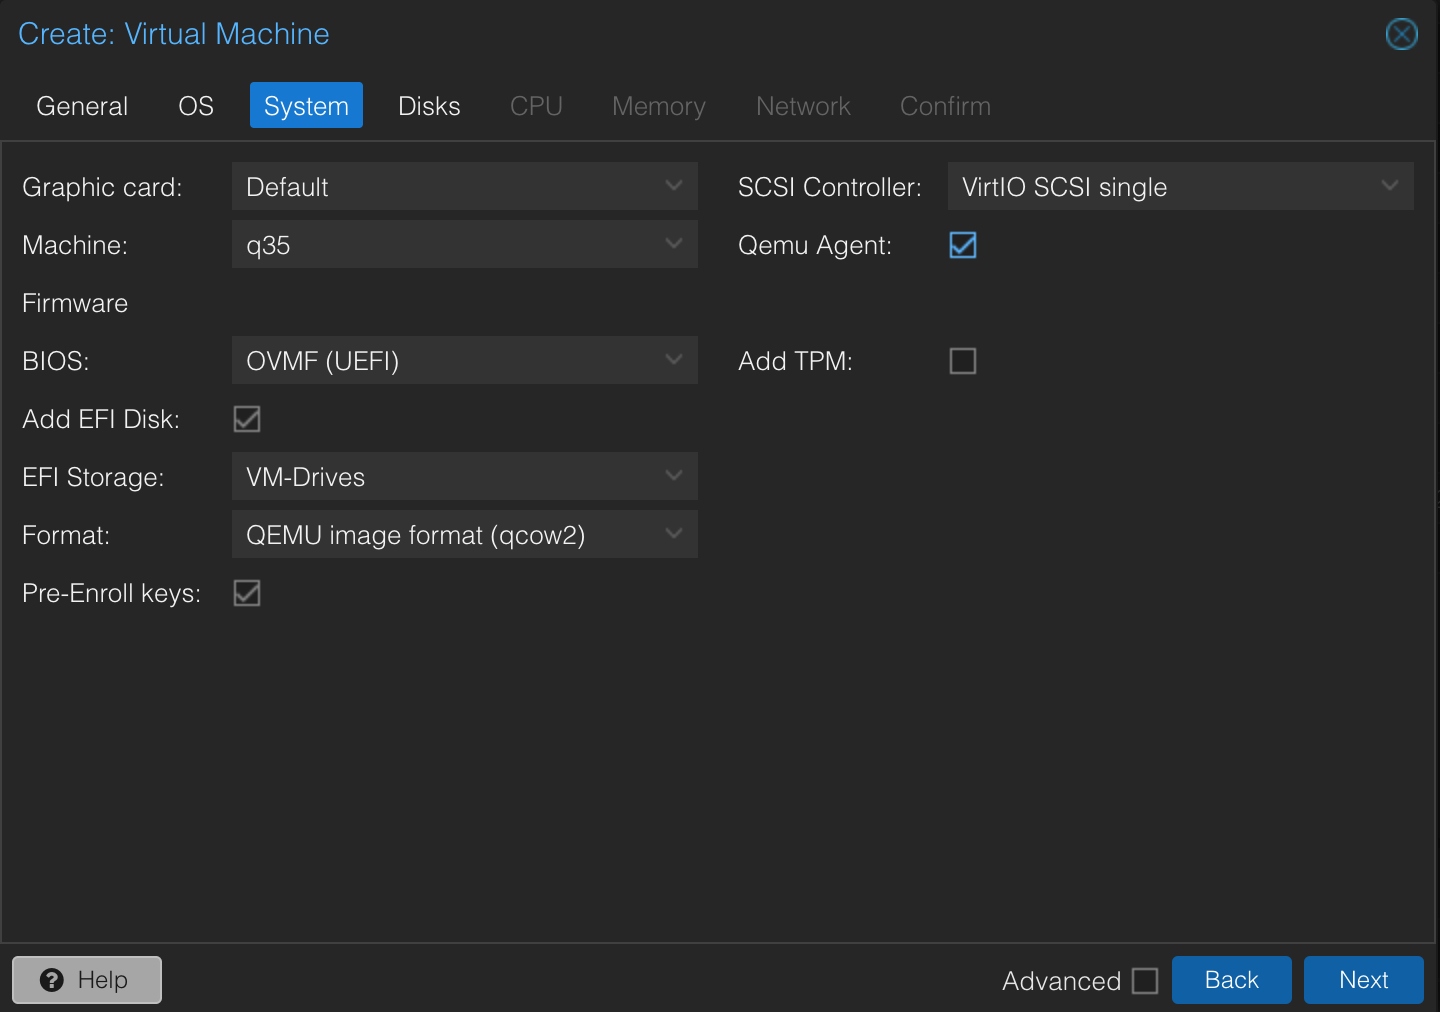 Create: Virtual Machine
General OS System Disks CPU Memory Network Confirm
Graphic card: Default
SCSI Controller: VirtIO SCSI single
Machine: q35
Qemu Agent:
Firmware
BIOS: OVMF (UEFI)
Add TPM:
Add EFI Disk:
EFI Storage: VM-Drives
Format: QEMU image format (qcow2)
Pre-Enroll keys:
Help
Advanced
Back
Next